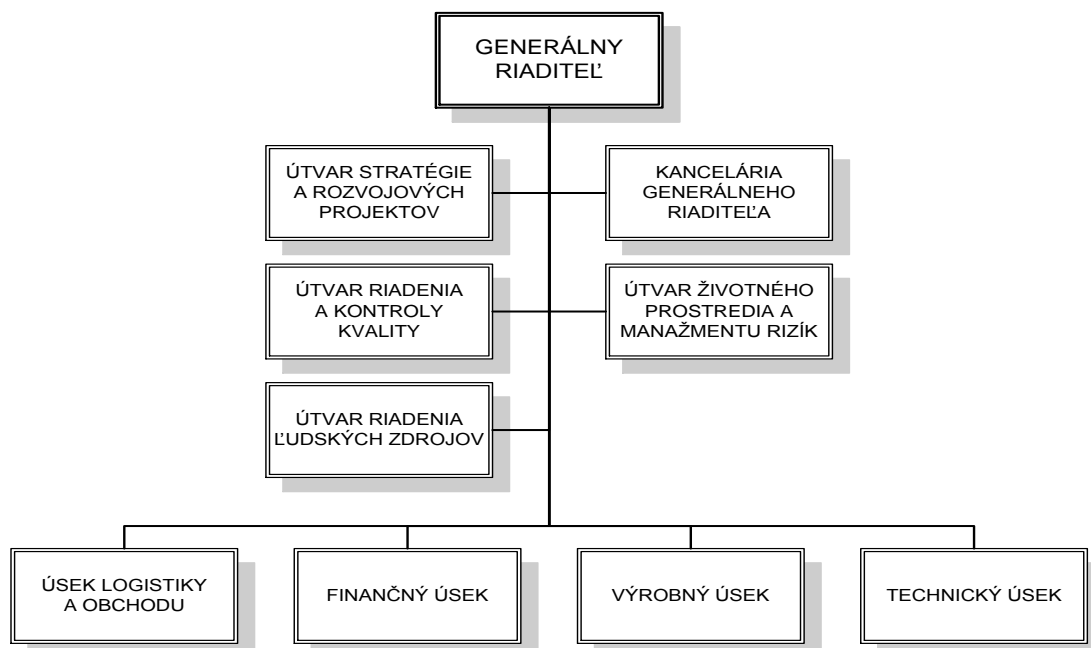 GENERÁLNY
RIADITEĽ
ÚTVAR STRATÉGIE
A ROZVOJOVÝCH
PROJEKTOV
KANCELÁRIA
GENERÁLNEHO
RIADITEĽA
ÚTVAR RIADENIA
A KONTROLY
KVALITY
ÚTVAR ŽIVOTNÉHO
PROSTREDIA A
MANAŽMENTU RIZÍK
ÚTVAR RIADENIA
ĽUDSKÝCH ZDROJOV
ÚSEK LOGISTIKY
A OBCHODU
FINANČNÝ ÚSEK
VÝROBNÝ ÚSEK
TECHNICKÝ ÚSEK